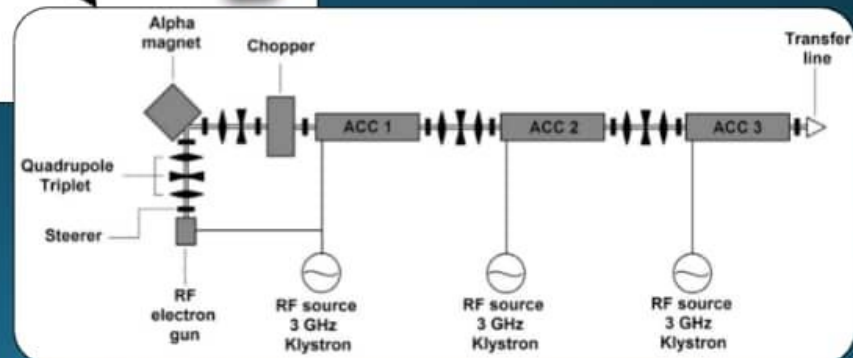 Alpha
magnet
Chopper
Transfer
line
ACC 1
ACC 2
ACC 3
Quadrupole
Triplet
Steerer
RF
electron
gun
RF source
3 GHz
Klystron
RF source
3 GHz
Klystron
RF source
3 GHz
Klystron